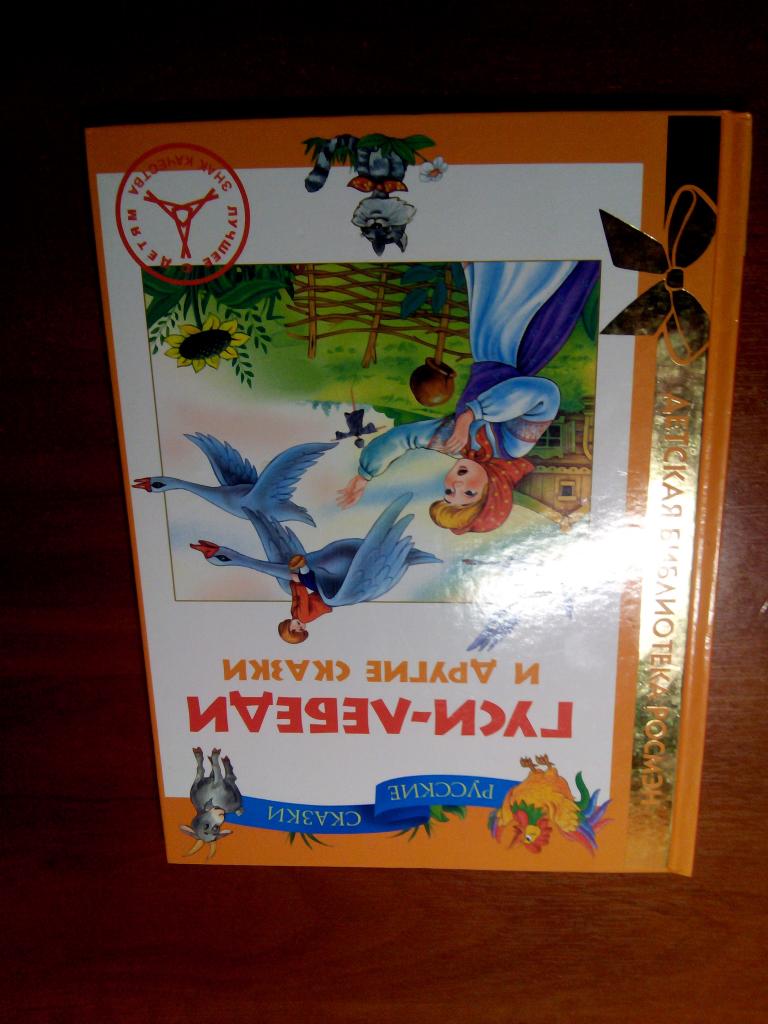 РУССКИЕ
СКАЗКИ
ГУСИ-ЛЕБЕДИ
И ДРУГИЕ СКАЗКИ
ДЕТСКАЯ БИБЛИОТЕКА РОСМЭН
ЛУЧШЕЕ ДЕТЯМ
ЗНАК КАЧЕСТВА